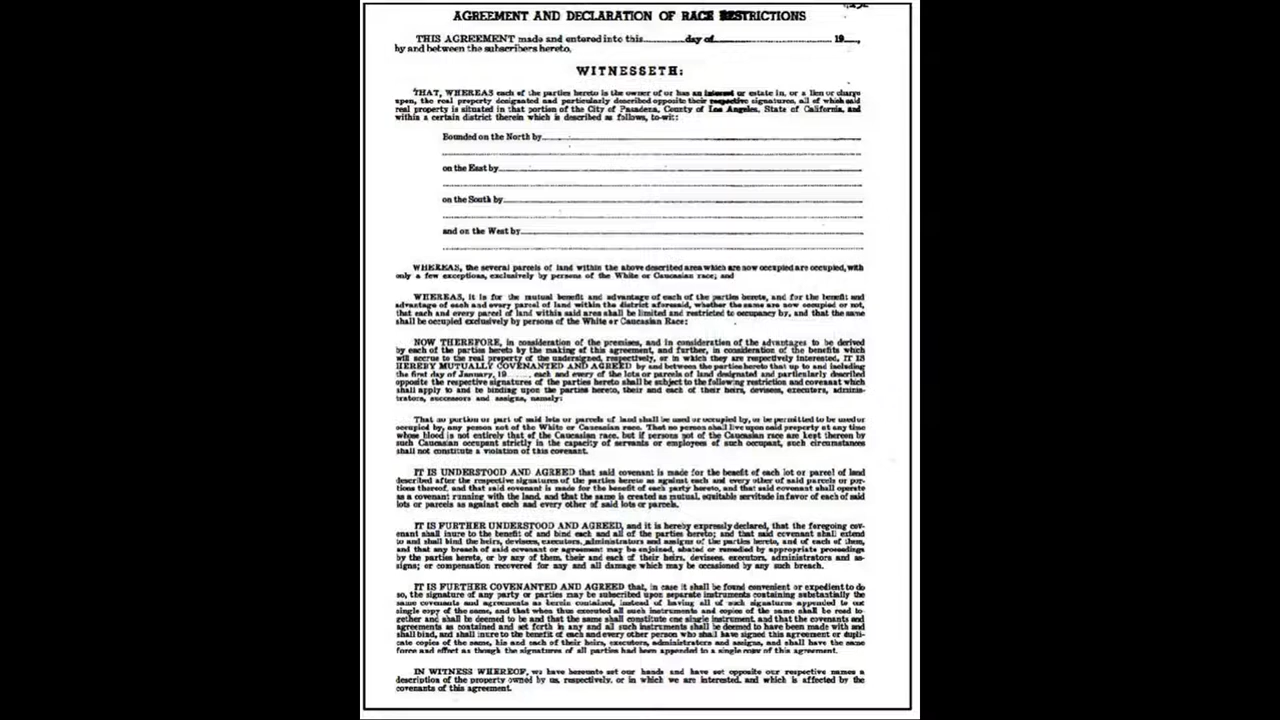 AGREEMENT AND DECLARATION OF RACE RESTRICTIONS
THIS AGREEMENT made and entered into this.............day of.................................. 19....,
by and between the subscribers hereto,
WITNESSETH:
THAT, WHEREAS each of the parties hereto is the owner of or has an interest or estate in, or a lien or charge
upon, the real property designated and particularly described opposite their respective signatures, all of which said
real property is situated in that portion of the City of Pasadena, County of Los Angeles, State of California, and
within a certain district therein which is described as follows, to-wit:
Bounded on the North by
on the East by
on the South by
and on the West by
WHEREAS, the several parcels of land within the above described area which are now occupied are occupied, with
only a few exceptions, exclusively by persons of the White or Caucasian race; and
WHEREAS, it is for the mutual benefit and advantage of each of the parties hereto, and for the benefit and
advantage of each and every parcel of land within the district aforesaid, whether the same are now occupied or not,
that each and every parcel of land within said area shall be limited and restricted to occupancy by, and that the same
shall be occupied exclusively by persons of the White or Caucasian Race:
NOW THEREFORE, in consideration of the premises, and in consideration of the advantages to be derived
by each of the parties hereto by the making of this agreement, and further, in consideration of the benefits which
will accrue to the real property of the undersigned, respectively, or in which they are respectively interested, IT IS
HEREBY MUTUALLY COVENANTED AND AGREED by and between the parties hereto that up to and including
the first day of January, 19........, each and every of the lots or parcels of land designated and particularly described
opposite the respective signatures of the parties hereto shall be subject to the following restriction and covenant which
shall apply to and be binding upon the parties hereto, their and each of their heirs, devisees, executors, adminis-
trators, successors and assigns, namely:
That no portion or part of said lots or parcels of land shall be used or occupied by, or be permitted to be used or
occupied by, any person not of the White or Caucasian race. That no person shall live upon said property at any time
whose blood is not entirely that of the Caucasian race, but if persons not of the Caucasian race are kept thereon by
such Caucasian occupant strictly in the capacity of servants or employees of such occupant, such circumstances
shall not constitute a violation of this covenant.
IT IS UNDERSTOOD AND AGREED that said covenant is made for the benefit of each lot or parcel of land
described after the respective signatures of the parties hereto as against each and every other of said parcels or por-
tions thereof, and that said covenant is made for the benefit of each party hereto, and that said covenant shall operate
as a covenant running with the land, and that the same is created as mutual, equitable servitude in favor of each of said
lots or parcels as against each and every other of said lots or parcels.
IT IS FURTHER UNDERSTOOD AND AGREED, and it is hereby expressly declared, that the foregoing cov-
enant shall inure to the benefit of and bind each and all of the parties hereto; and that said covenant shall extend
to and shall bind the heirs, devisees, executors, administrators and assigns of the parties hereto, and of each of them,
and that any breach of said covenant or agreement may be enjoined, abated or remedied by appropriate proceedings
by the parties hereto, or by any of them, their and each of their heirs, devisees, executors, administrators and as-
signs; or compensation recovered for any and all damage which may be occasioned by any such breach.
IT IS FURTHER COVENANTED AND AGREED that, in case it shall be found convenient or expedient to do
so, the signature of any party or parties may be subscribed upon separate instruments containing substantially the
same covenants and agreements as herein contained, instead of having all of such signatures appended to one
single copy of the same, and that when thus executed all such instruments and copies of the same shall be read to-
gether and shall be deemed to be and that the same shall constitute one single instrument, and that the covenants and
agreements as contained and set forth in any and all such instruments shall be deemed to have been made with and
shall bind, and shall inure to the benefit of each and every other person who shall have signed this agreement or dupli-
cate copies of the same, his and each of their heirs, executors, administrators and assigns, and shall have the same
force and effect as though the signatures of all parties had been appended to a single copy of this agreement.
IN WITNESS WHEREOF, we have hereunto set our hands and have set opposite our respective names a
description of the property owned by us, respectively, or in which we are interested, and which is affected by the
covenants of this agreement.